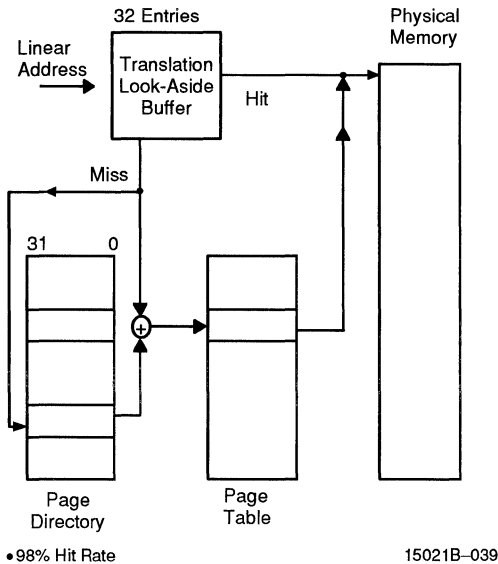 32 Entries
Physical
Memory
Linear
Address
Translation
Look-Aside
Buffer
Hit
Miss
31 0
+
Page
Directory
Page
Table
•98% Hit Rate
15021B–039